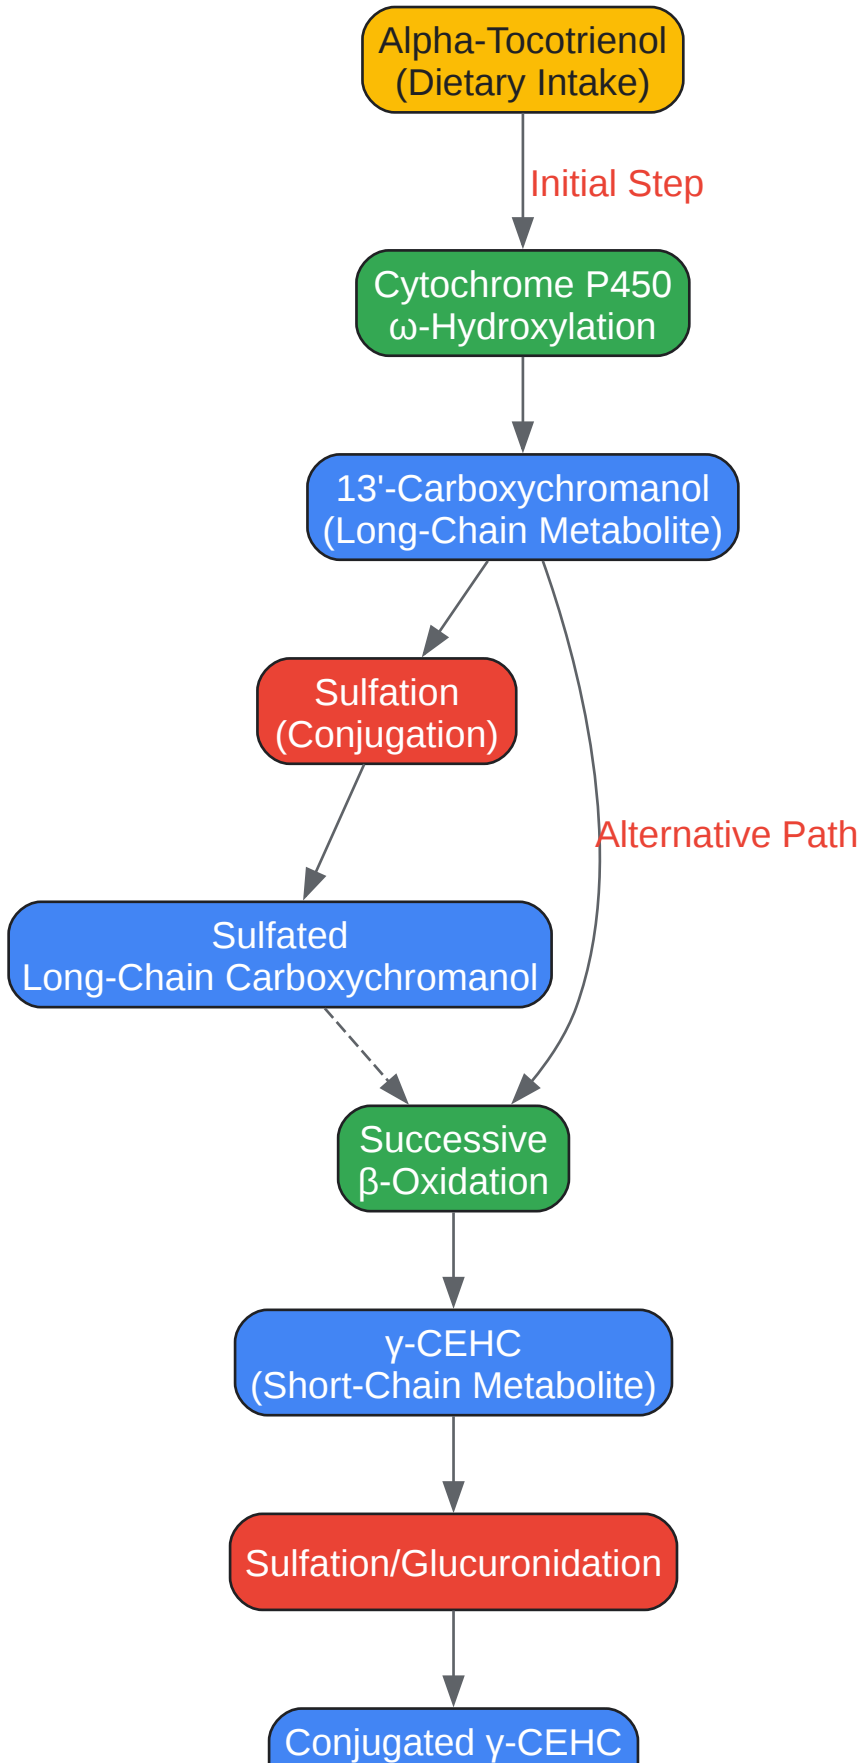 Alpha-Tocotrienol
(Dietary Intake)
Initial Step
Cytochrome P450
ω-Hydroxylation
13'-Carboxychromanol
(Long-Chain Metabolite)
Sulfation
(Conjugation)
Alternative Path
Sulfated
Long-Chain Carboxychromanol
Successive
β-Oxidation
γ-CEHC
(Short-Chain Metabolite)
Sulfation/Glucuronidation
Conjugated γ-CEHC